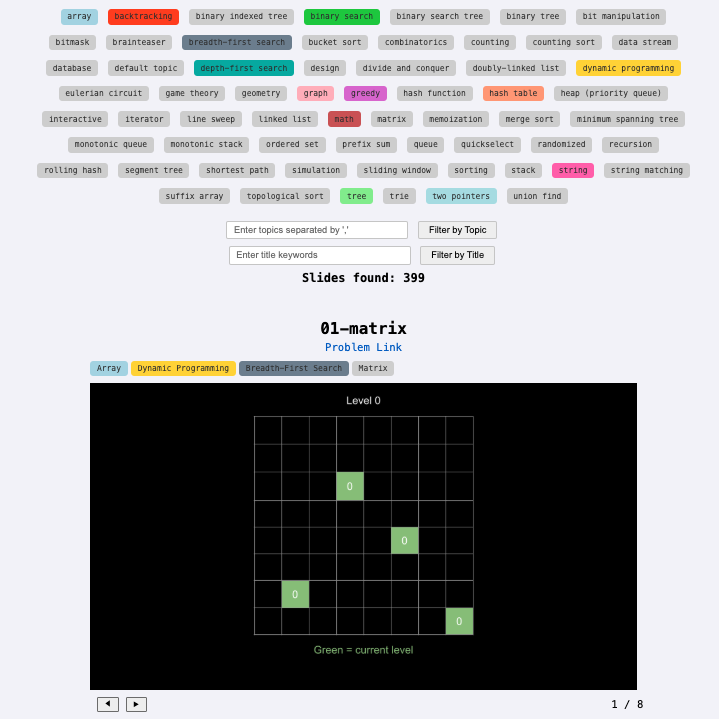 array backtracking binary indexed tree binary search binary search tree binary tree bit manipulation
bitmask brainteaser breadth-first search bucket sort combinatorics counting counting sort data stream
database default topic depth-first search design divide and conquer doubly-linked list dynamic programming
eulerian circuit game theory geometry graph greedy hash function hash table heap (priority queue)
interactive iterator line sweep linked list math matrix memoization merge sort minimum spanning tree
monotonic queue monotonic stack ordered set prefix sum queue quickselect randomized recursion
rolling hash segment tree shortest path simulation sliding window sorting stack string string matching
suffix array topological sort tree trie two pointers union find
Enter topics separated by ',' Filter by Topic
Enter title keywords Filter by Title
Slides found: 399
01-matrix
Problem Link
Array Dynamic Programming Breadth-First Search Matrix
Level 0
0
0
0
0
Green = current level
1 / 8